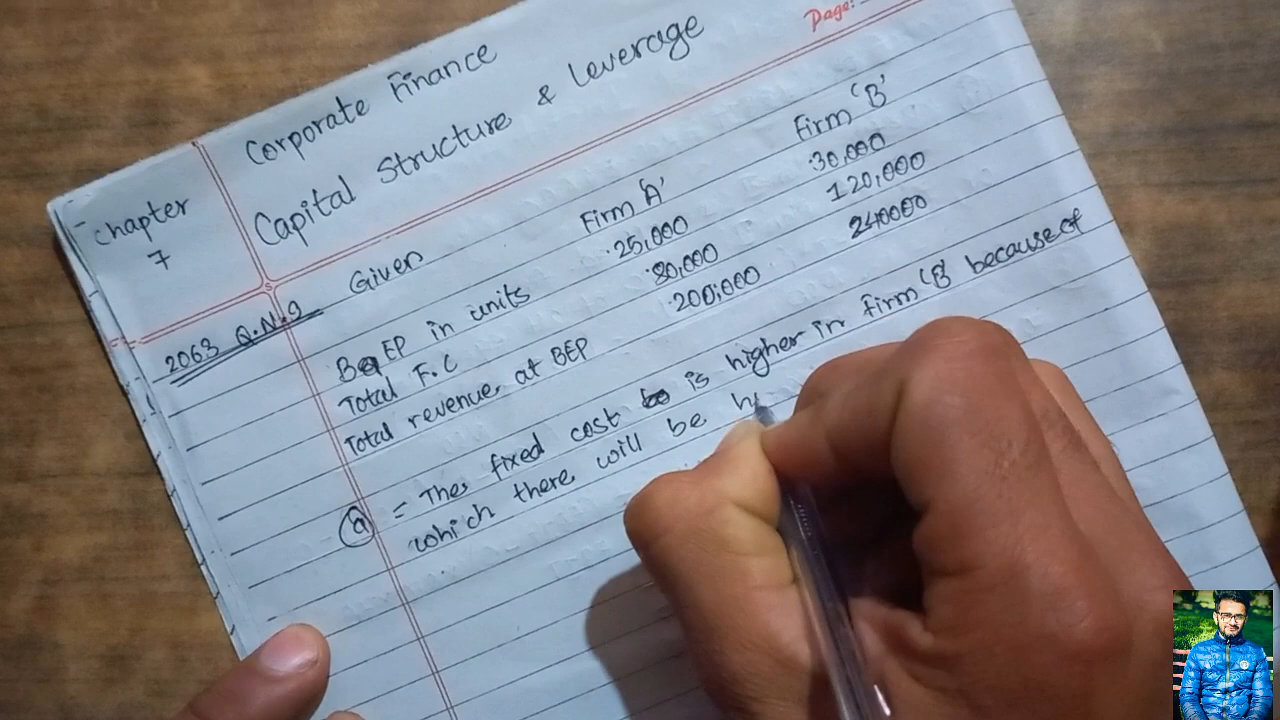 Page:
Corporate Finance
Chapter 7
Capital Structure & Leverage
2063 Q.N.9
Given Firm 'A' Firm 'B'
BEP in units 25,000 30,000
Total F.C 80,000 120,000
Total revenue at BEP 200,000 240000
(a) = The fixed cost is higher in firm 'B' because of
which there will be